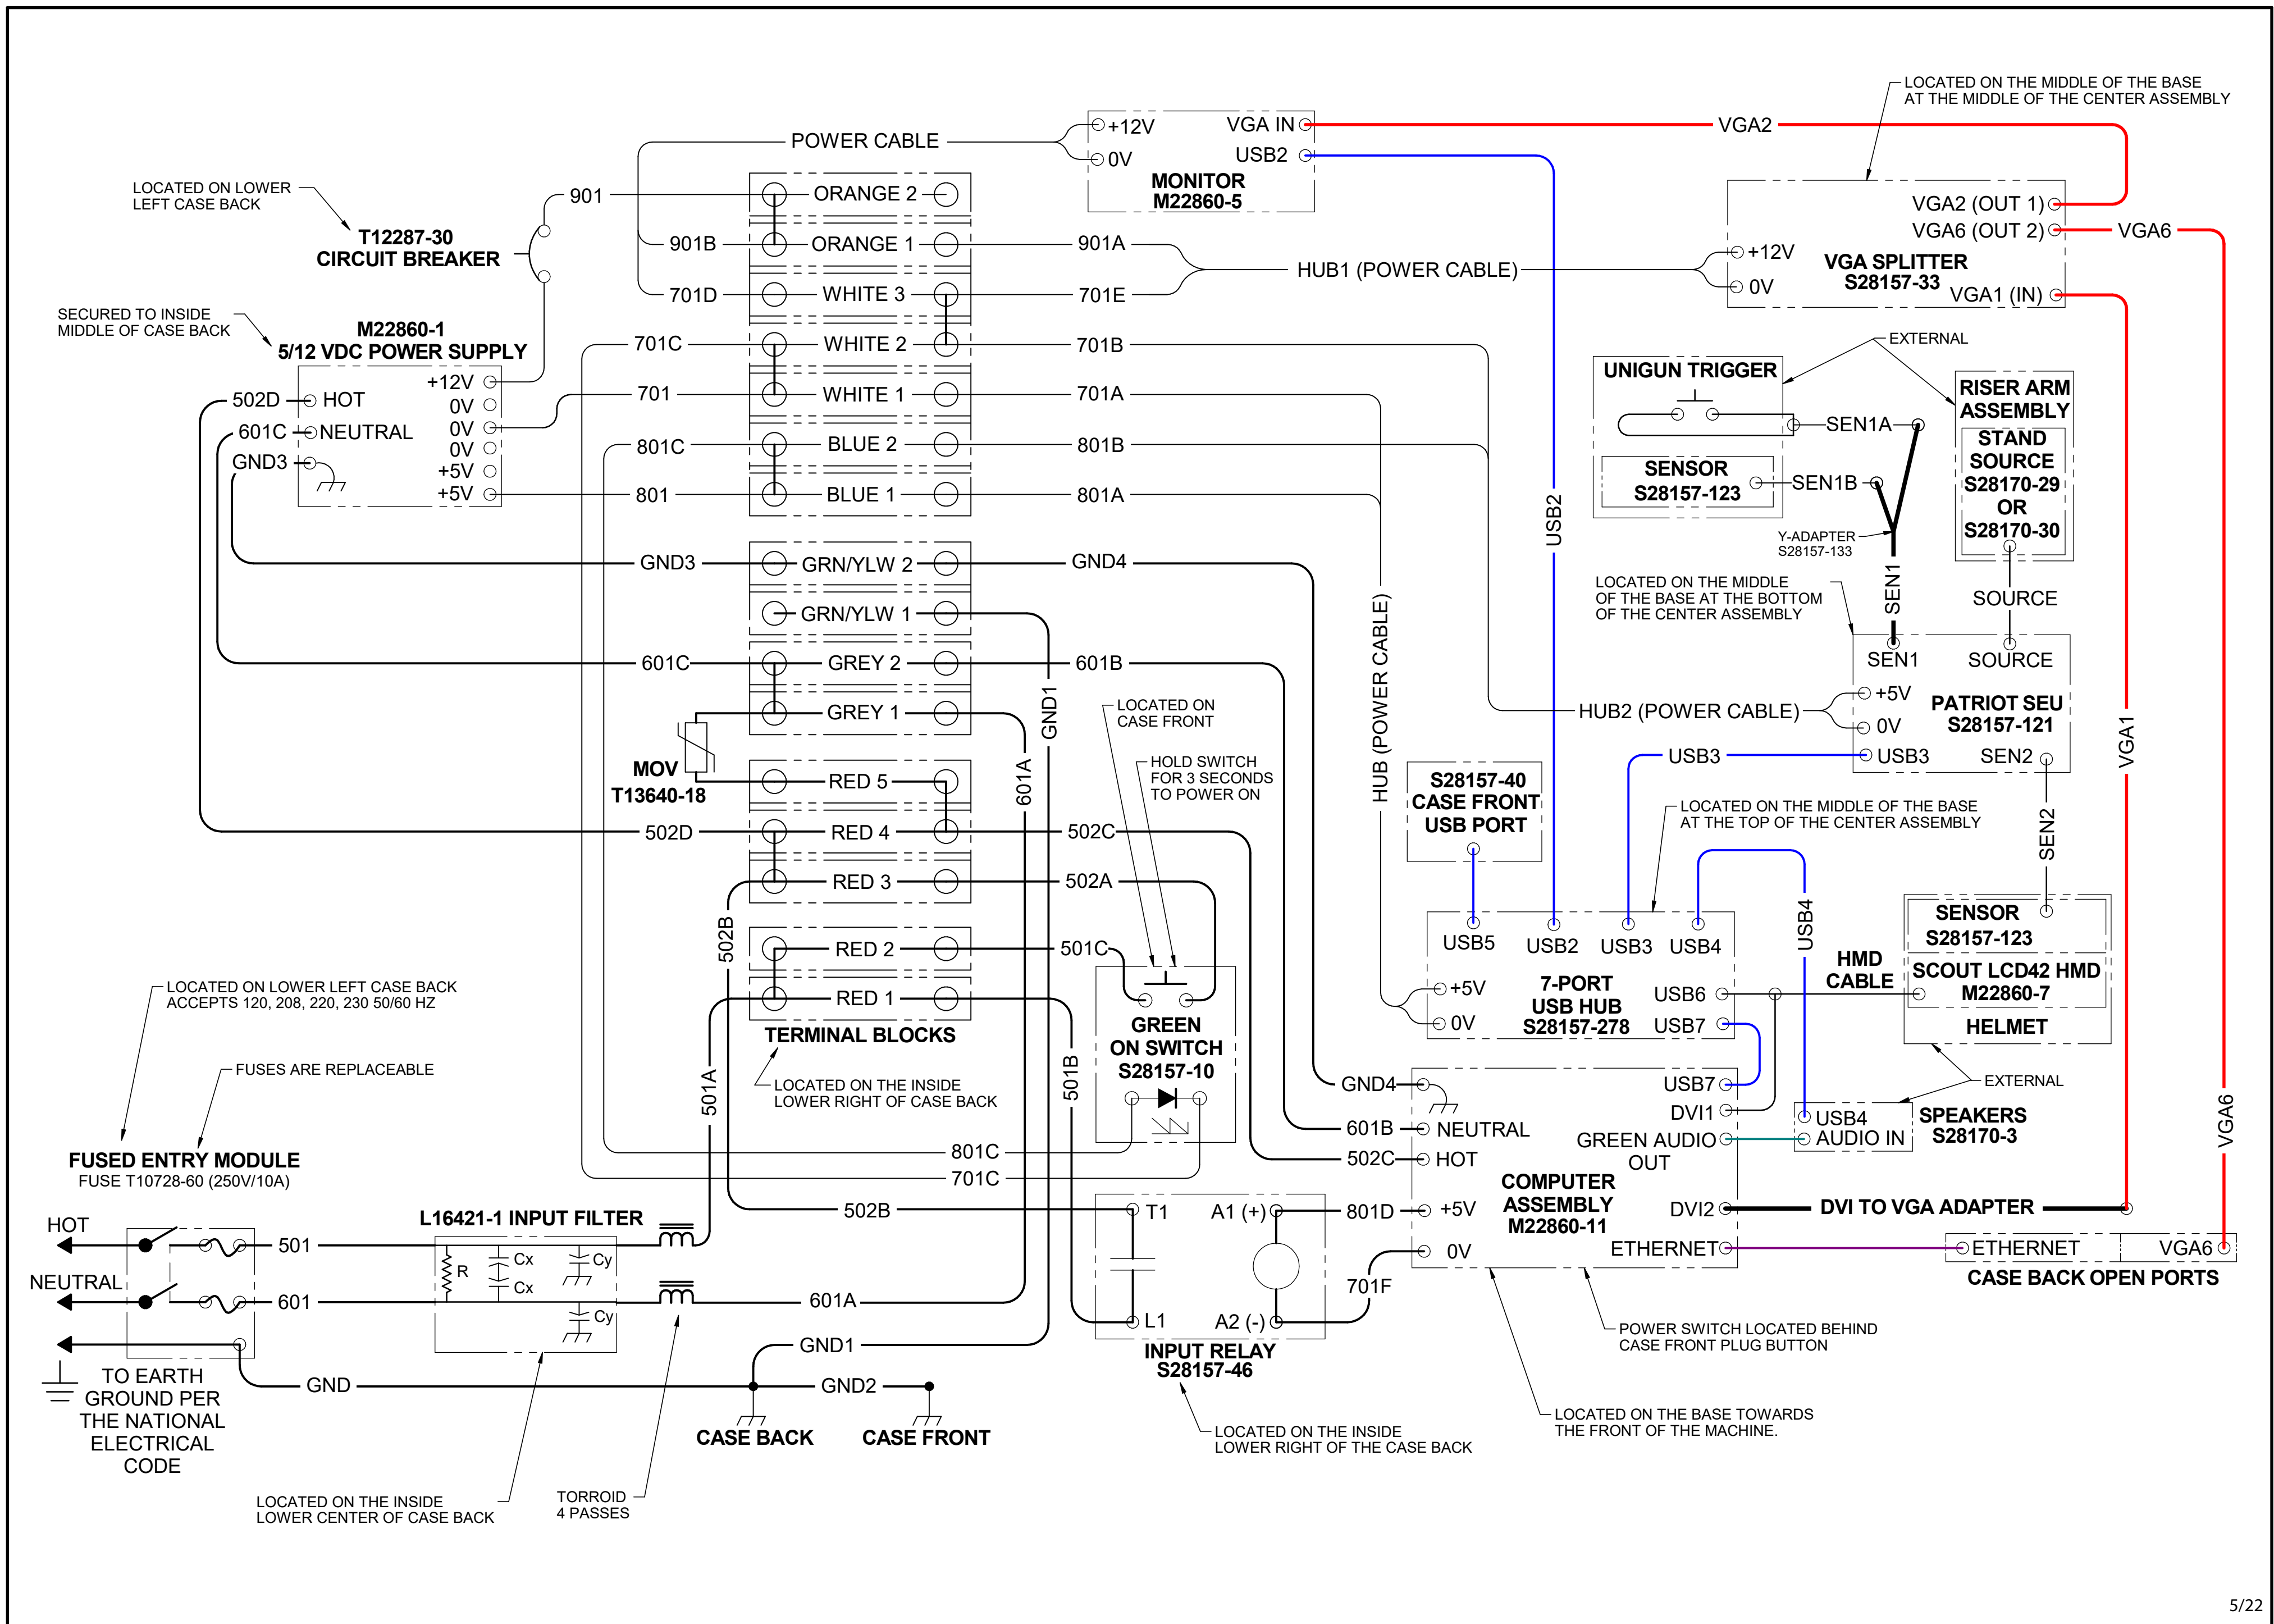 LOCATED ON THE MIDDLE OF THE BASE
AT THE MIDDLE OF THE CENTER ASSEMBLY
POWER CABLE
+12V
0V
VGA IN
USB2
MONITOR
M22860-5
VGA2
LOCATED ON LOWER
LEFT CASE BACK
T12287-30
CIRCUIT BREAKER
901
ORANGE 2
901B
ORANGE 1
901A
701D
WHITE 3
701E
HUB1 (POWER CABLE)
+12V
0V
VGA2 (OUT 1)
VGA6 (OUT 2)
VGA SPLITTER
S28157-33
VGA1 (IN)
VGA6
SECURED TO INSIDE
MIDDLE OF CASE BACK
M22860-1
5/12 VDC POWER SUPPLY
502D
HOT
601C
NEUTRAL
GND3
+12V
0V
0V
0V
+5V
+5V
701C
WHITE 2
701B
701
WHITE 1
701A
801C
BLUE 2
801B
801
BLUE 1
801A
GND3
GRN/YLW 2
GND4
GRN/YLW 1
601C
GREY 2
601B
GREY 1
GND1
601A
MOV
T13640-18
RED 5
502D
RED 4
502C
RED 3
502A
502B
RED 2
501C
RED 1
501A
501B
TERMINAL BLOCKS
LOCATED ON THE INSIDE
LOWER RIGHT OF CASE BACK
EXTERNAL
UNIGUN TRIGGER
SEN1A
SENSOR
S28157-123
SEN1B
Y-ADAPTER
S28157-133
RISER ARM
ASSEMBLY
STAND
SOURCE
S28170-29
OR
S28170-30
SEN1
SOURCE
LOCATED ON THE MIDDLE
OF THE BASE AT THE BOTTOM
OF THE CENTER ASSEMBLY
SEN1
SOURCE
+5V
0V
PATRIOT SEU
S28157-121
USB3
SEN2
HUB2 (POWER CABLE)
USB3
SEN2
VGA1
USB2
HUB (POWER CABLE)
LOCATED ON
CASE FRONT
HOLD SWITCH
FOR 3 SECONDS
TO POWER ON
S28157-40
CASE FRONT
USB PORT
LOCATED ON THE MIDDLE OF THE BASE
AT THE TOP OF THE CENTER ASSEMBLY
USB5
USB2
USB3
USB4
USB4
+5V
0V
7-PORT
USB HUB
S28157-278
USB6
USB7
HMD
CABLE
SENSOR
S28157-123
SCOUT LCD42 HMD
M22860-7
HELMET
EXTERNAL
GREEN
ON SWITCH
S28157-10
801C
701C
GND4
601B
NEUTRAL
502C
HOT
USB7
DVI1
GREEN AUDIO
OUT
USB4
AUDIO IN
SPEAKERS
S28170-3
COMPUTER
ASSEMBLY
M22860-11
801D
+5V
0V
701F
DVI2
DVI TO VGA ADAPTER
ETHERNET
ETHERNET
VGA6
CASE BACK OPEN PORTS
VGA6
POWER SWITCH LOCATED BEHIND
CASE FRONT PLUG BUTTON
LOCATED ON THE BASE TOWARDS
THE FRONT OF THE MACHINE.
502B
T1
A1 (+)
L1
A2 (-)
INPUT RELAY
S28157-46
LOCATED ON THE INSIDE
LOWER RIGHT OF THE CASE BACK
LOCATED ON LOWER LEFT CASE BACK
ACCEPTS 120, 208, 220, 230 50/60 HZ
FUSES ARE REPLACEABLE
FUSED ENTRY MODULE
FUSE T10728-60 (250V/10A)
HOT
501
NEUTRAL
601
L16421-1 INPUT FILTER
R
Cx
Cx
Cy
Cy
601A
GND1
GND
GND2
CASE BACK
CASE FRONT
TO EARTH
GROUND PER
THE NATIONAL
ELECTRICAL
CODE
LOCATED ON THE INSIDE
LOWER CENTER OF CASE BACK
TORROID
4 PASSES
5/22